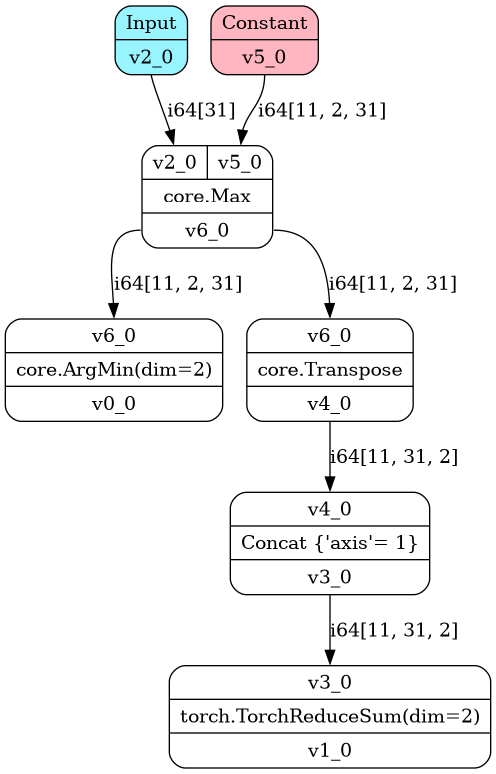 Input
v2_0
Constant
v5_0
i64[31]
i64[11, 2, 31]
v2_0
v5_0
core.Max
v6_0
i64[11, 2, 31]
i64[11, 2, 31]
v6_0
core.ArgMin(dim=2)
v0_0
v6_0
core.Transpose
v4_0
i64[11, 31, 2]
v4_0
Concat {'axis'= 1}
v3_0
i64[11, 31, 2]
v3_0
torch.TorchReduceSum(dim=2)
v1_0